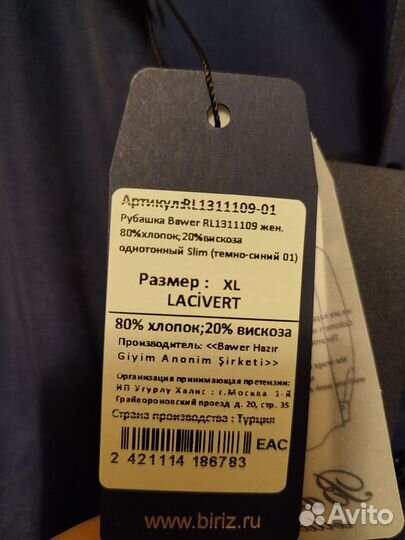 Артикул:RL1311109-01
Рубашка Bawer RL1311109 жен.
80%хлопок;20%вискоза
однотонный Slim (темно-синий 01)
Размер : XL
LACİVERT
80% хлопок;20% вискоза
Производитель: <<Bawer Hazır
Giyim Anonim Şirketi>>
Организация принимающая претензии:
ИП Угурлу Халис : г.Москва 1-й
Грайвороновский проезд д. 20, стр. 35
Страна производства : Турция
EAC
2 421114 186783
www.biriz.ru
Avito